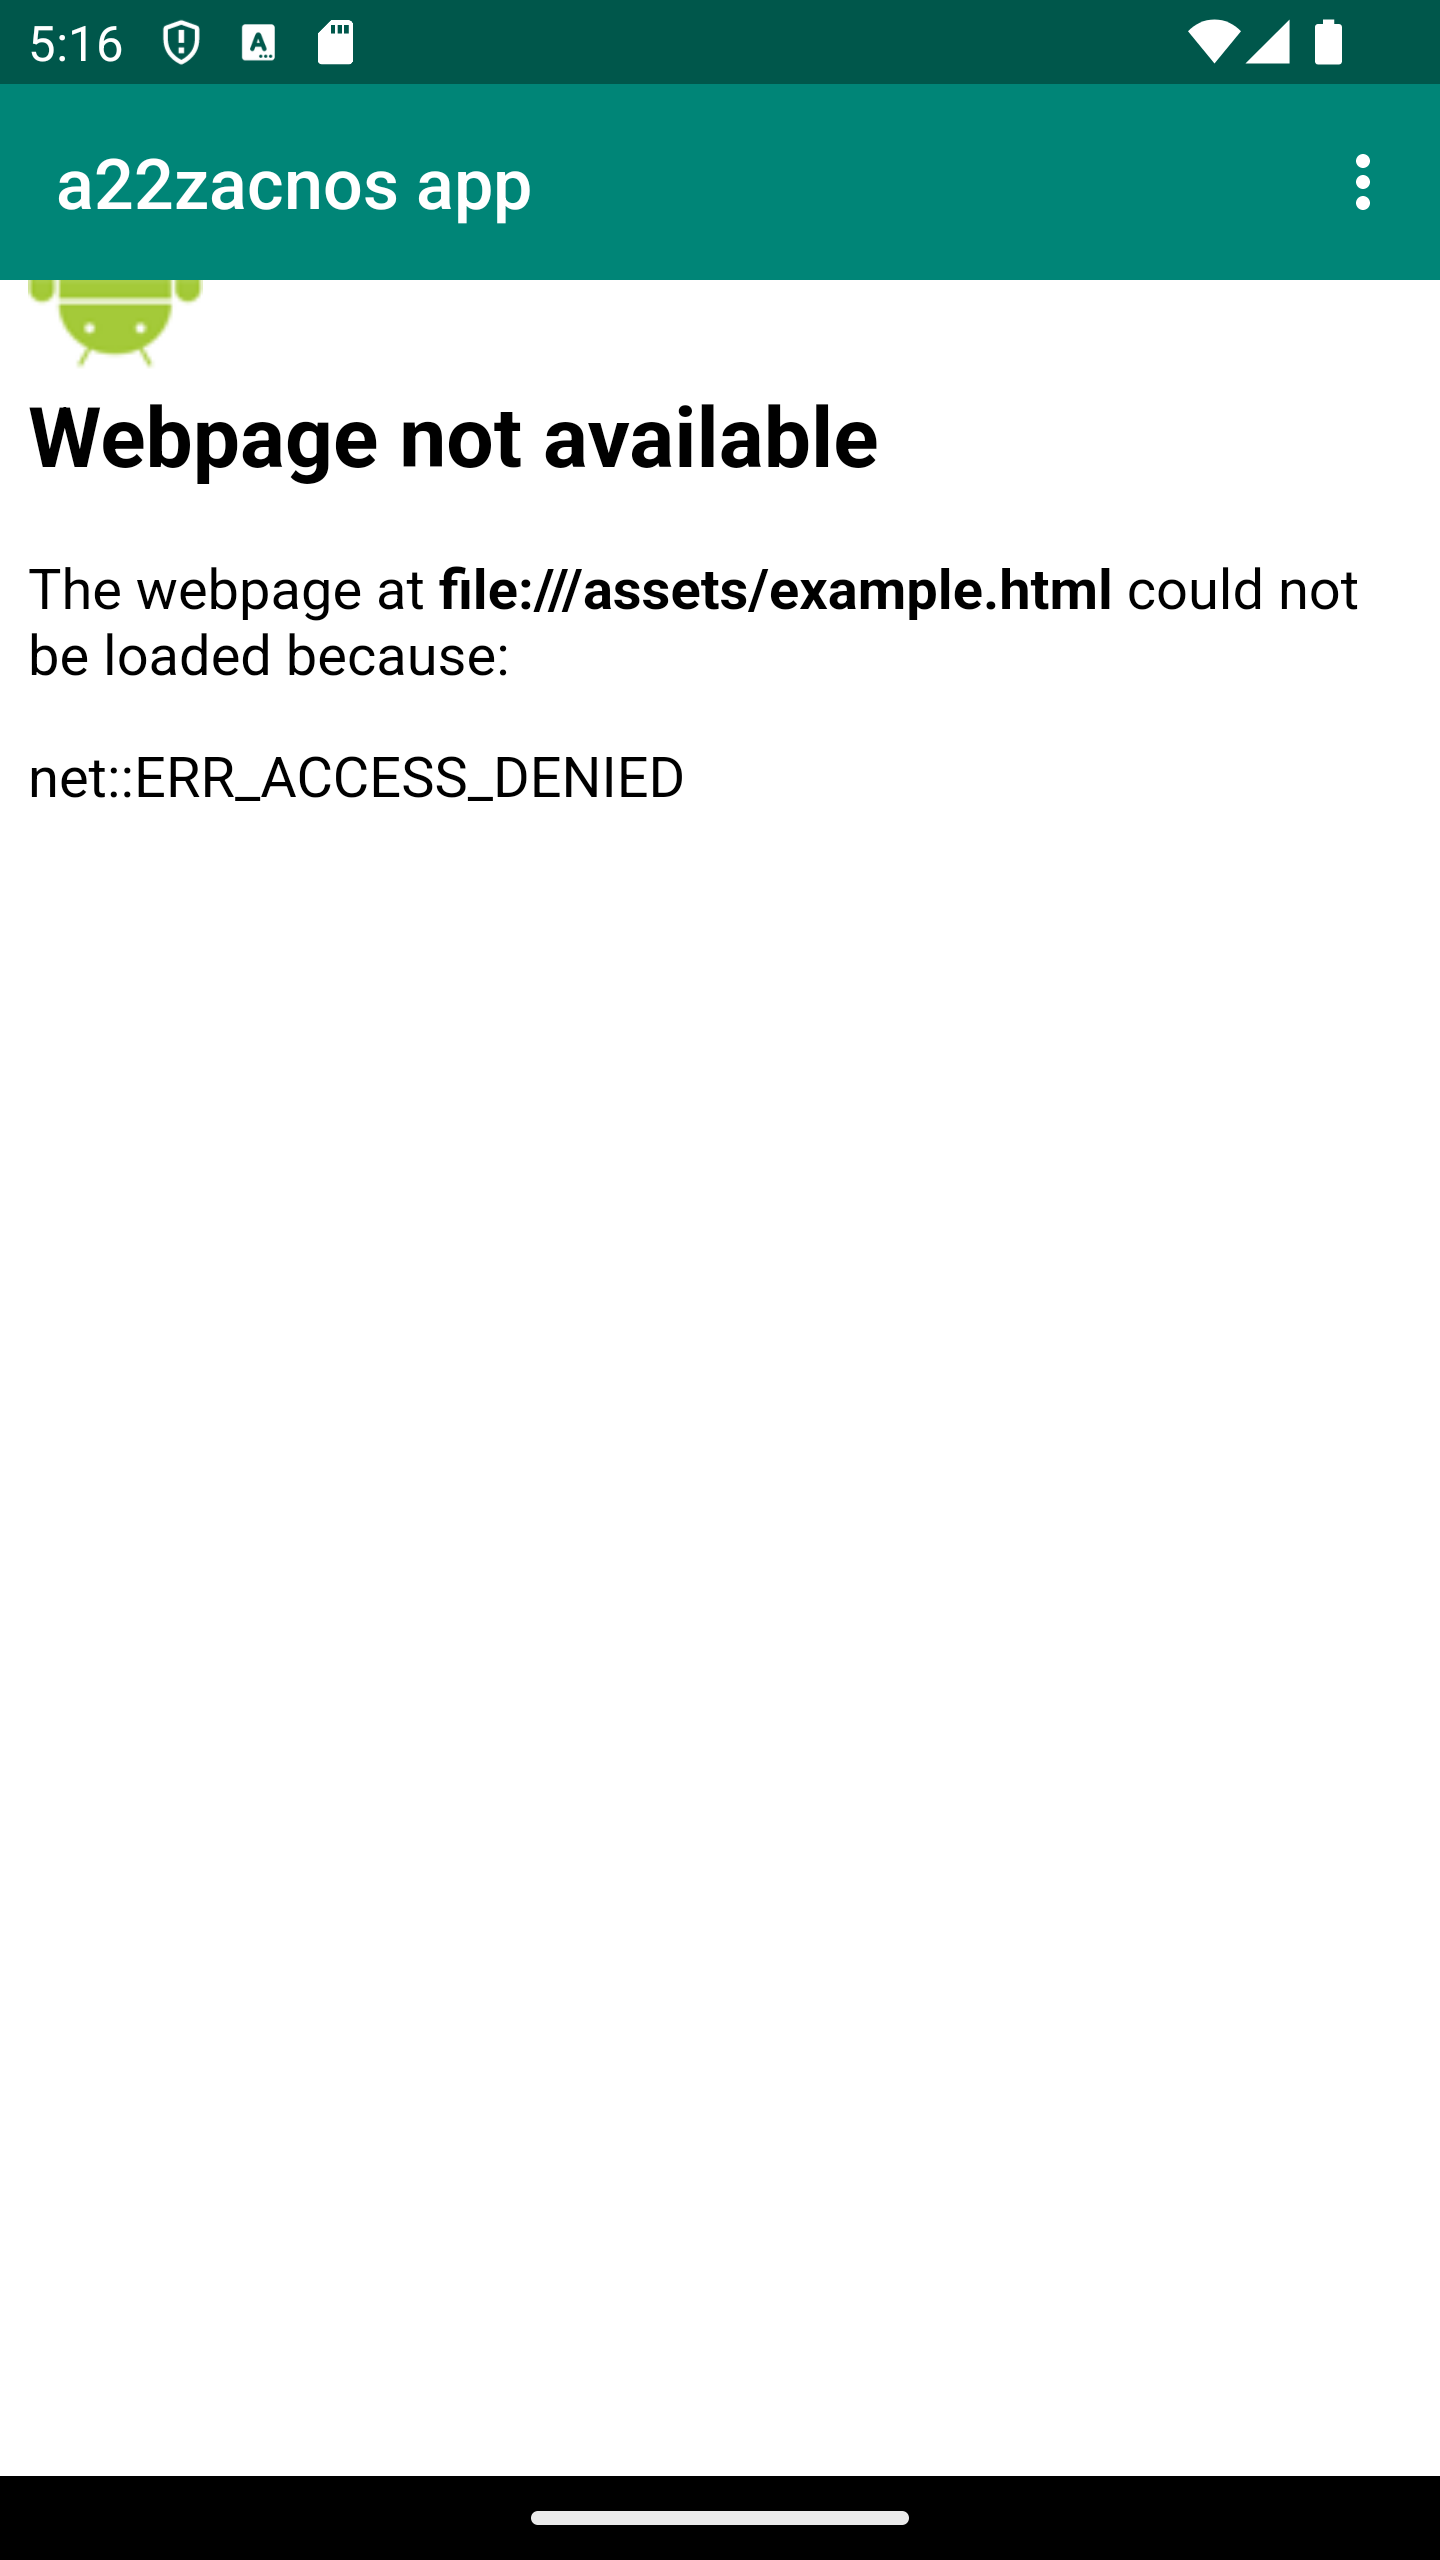 5:16
a22zacnos app
Webpage not available
The webpage at file:///assets/example.html could not
be loaded because:
net::ERR_ACCESS_DENIED